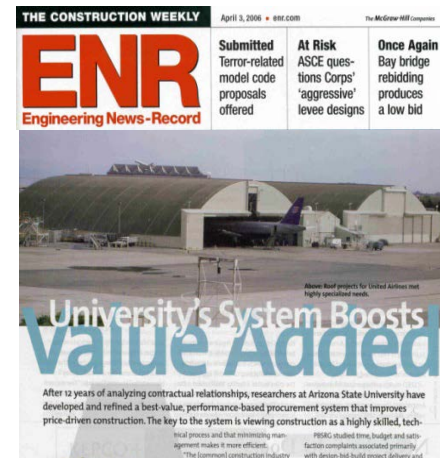 THE CONSTRUCTION WEEKLY
April 3, 2006 • enr.com
The McGraw-Hill Companies
ENR
Engineering News-Record
Submitted
Terror-related
model code
proposals
offered
At Risk
ASCE ques-
tions Corps'
'aggressive'
levee designs
Once Again
Bay bridge
rebidding
produces
a low bid
Above: Roof projects for United Airlines met
highly specialized needs.
University's System Boosts
Value Added
After 12 years of analyzing contractual relationships, researchers at Arizona State University have
developed and refined a best-value, performance-based procurement system that improves
price-driven construction. The key to the system is viewing construction as a highly skilled, tech-
nical process and that minimizing man-
agement makes it more efficient.
"The [common] construction industry
PBSRG studied time, budget and satis-
faction complaints associated primarily
with design-bid-build project delivery and